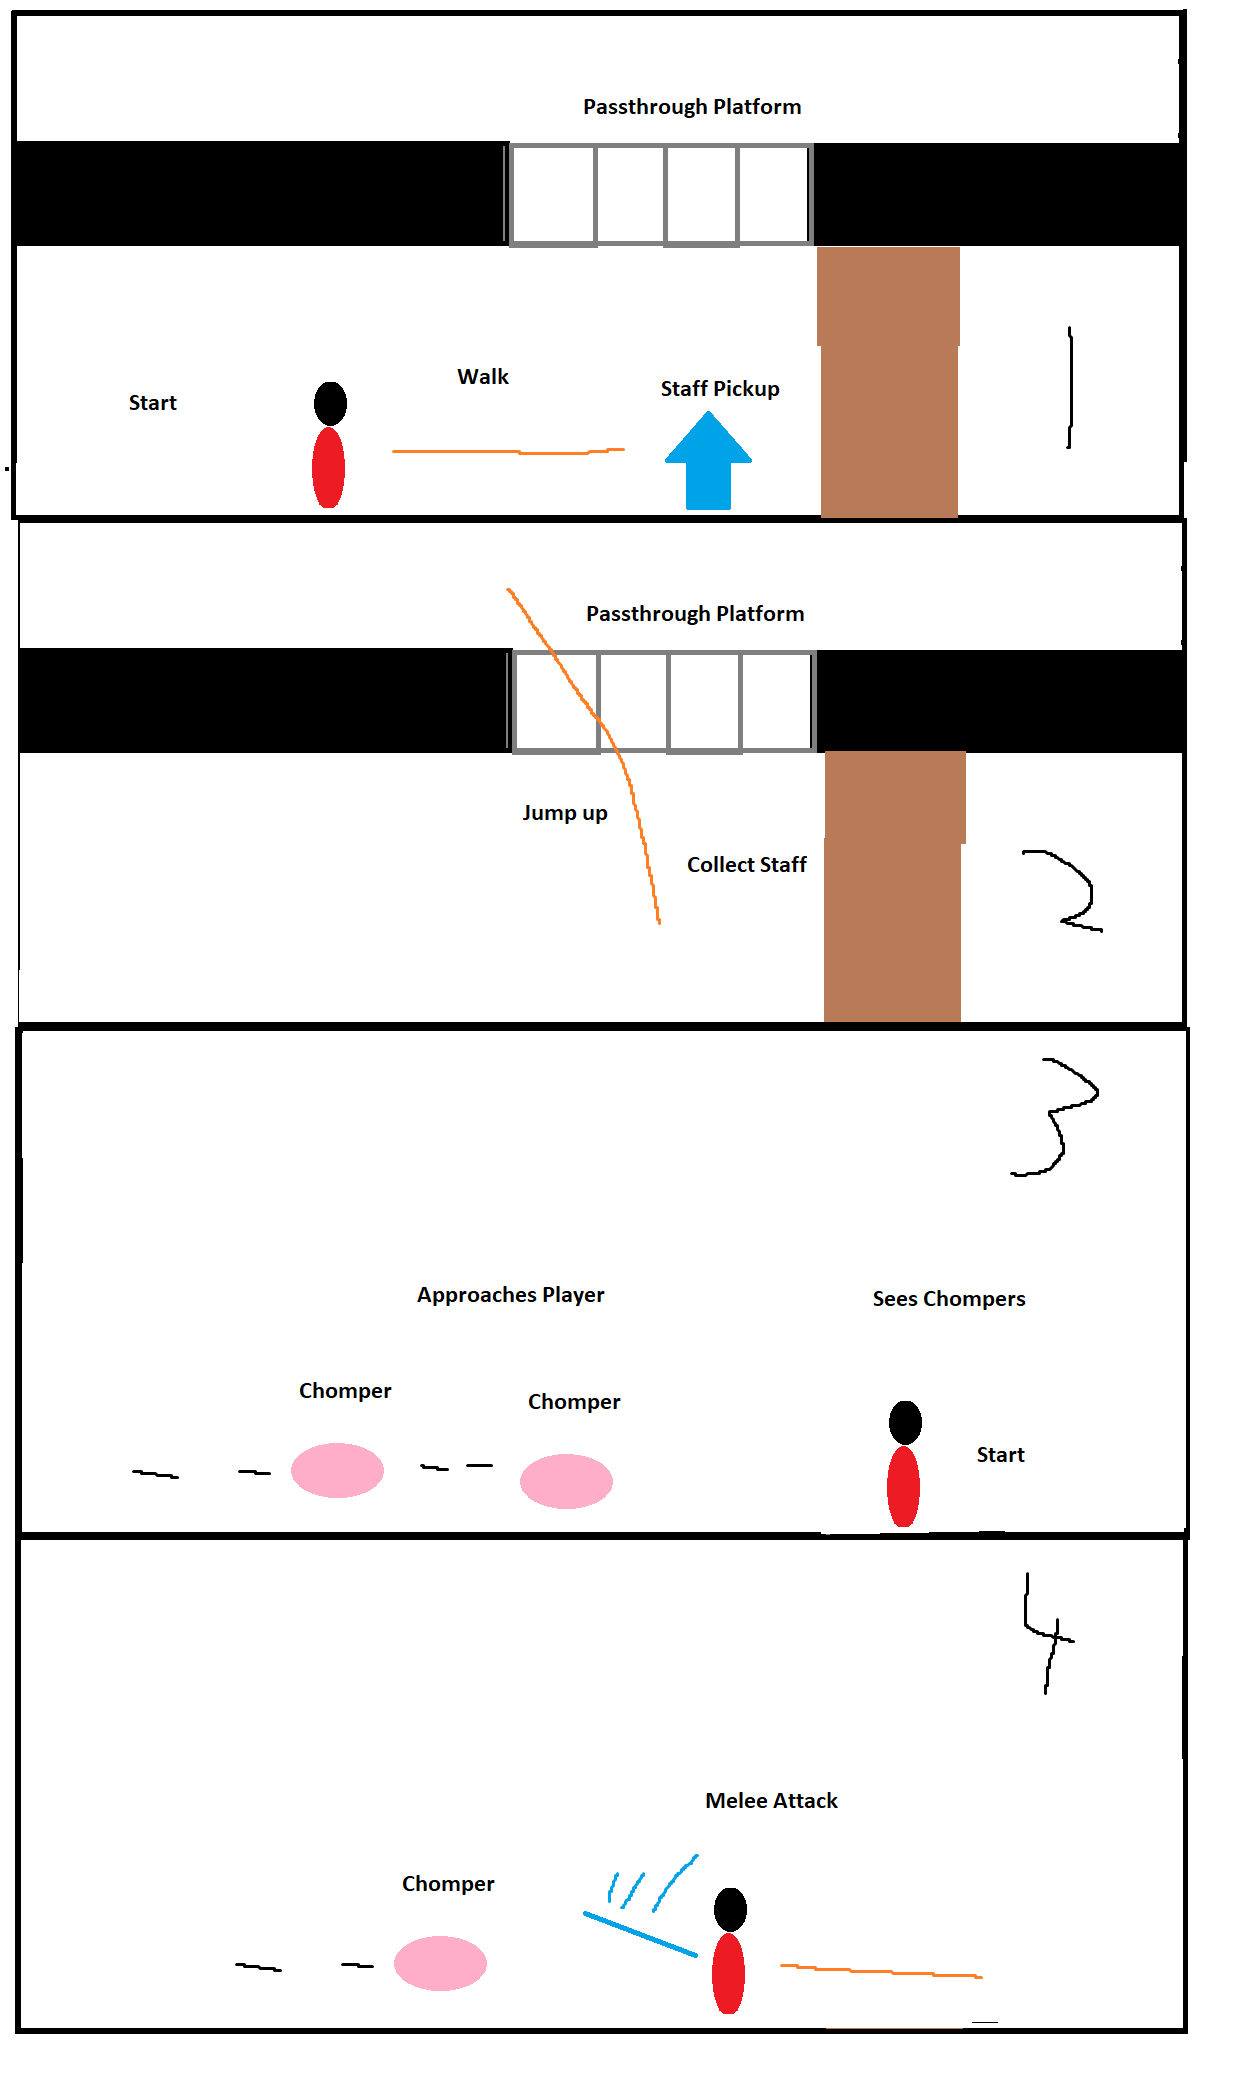 Passthrough Platform
Walk
Staff Pickup
Start
1
Passthrough Platform
Jump up
Collect Staff
2
3
Approaches Player
Sees Chompers
Chomper
Chomper
Start
4
Melee Attack
Chomper